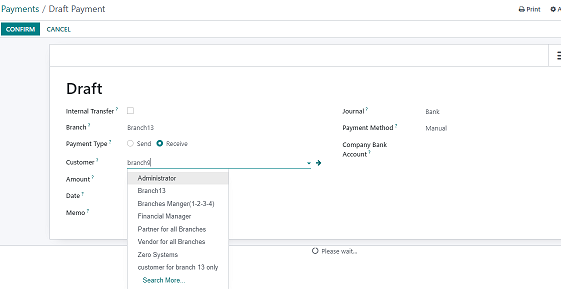 Payments / Draft Payment
Print
A
CONFIRM CANCEL
Draft
Internal Transfer ?
Journal ? Bank
Branch ? Branch13
Payment Method ? Manual
Payment Type ? Send Receive
Company Bank Account ?
Customer ? branch9
Amount ?
Date ?
Memo ?
Administrator
Branch13
Branches Manger(1-2-3-4)
Financial Manager
Partner for all Branches
Vendor for all Branches
Zero Systems
customer for branch 13 only
Search More...
Please wait...